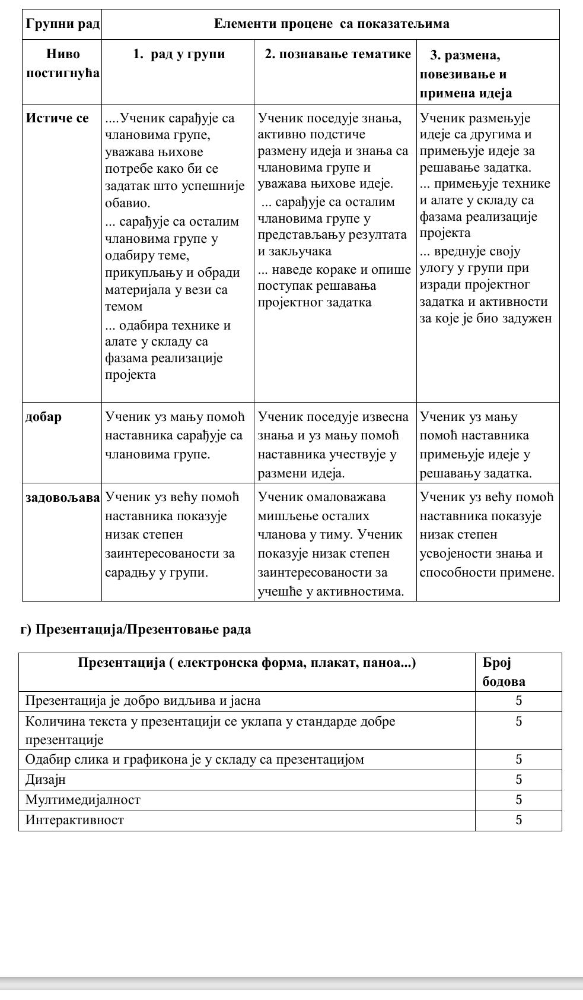 Групни рад
Елементи процене са показатељима
Ниво
постигнућа
1. рад у групи
2. познавање тематике
3. размена,
повезивање и
примена идеја
Истиче се
....Ученик сарађује са
члановима групе,
уважава њихове
потребе како би се
задатак што успешније
обавио.
... сарађује са осталим
члановима групе у
одабиру теме,
прикупљању и обради
материјала у вези са
темом
... одабира технике и
алате у складу са
фазама реализације
пројекта
Ученик поседује знања,
активно подстиче
размену идеја и знања са
члановима групе и
уважава њихове идеје.
... сарађује са осталим
члановима групе у
представљању резултата
и закључака
... наведе кораке и опише
поступак решавања
пројектног задатка
Ученик размењује
идеје са другима и
примењује идеје за
решавање задатка.
... примењује технике
и алате у складу са
фазама реализације
пројекта
... вреднује своју
улогу у групи при
изради пројектног
задатка и активности
за које је био задужен
добар
Ученик уз мању помоћ
наставника сарађује са
члановима групе.
Ученик поседује извесна
знања и уз мању помоћ
наставника учествује у
размени идеја.
Ученик уз мању
помоћ наставника
примењује идеје у
решавању задатка.
задовољава
Ученик уз већу помоћ
наставника показује
низак степен
заинтересованости за
сарадњу у групи.
Ученик омаловажава
мишљење осталих
чланова у тиму. Ученик
показује низак степен
заинтересованости за
учешће у активностима.
Ученик уз већу помоћ
наставника показује
низак степен
усвојености знања и
способности примене.
г) Презентација/Презентовање рада
Презентација ( електронска форма, плакат, паноа...)
Број
бодова
Презентација је добро видљива и јасна
5
Количина текста у презентацији се уклапа у стандарде добре
презентације
5
Одабир слика и графикона је у складу са презентацијом
5
Дизајн
5
Мултимедијалност
5
Интерактивност
5